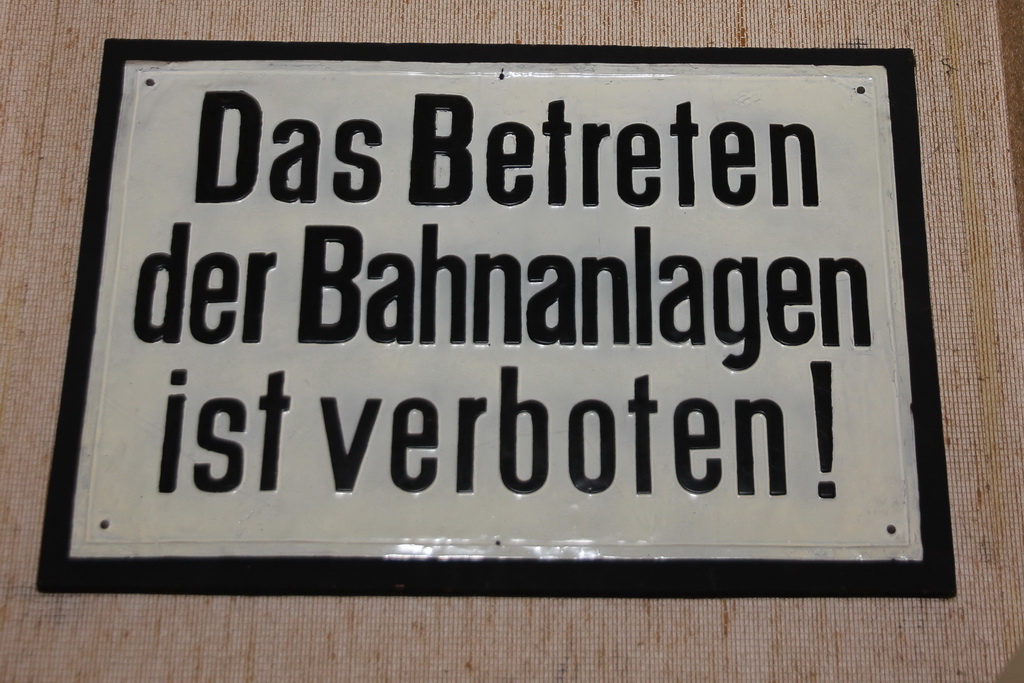 Das Betreten
der Bahnanlagen
ist verboten!